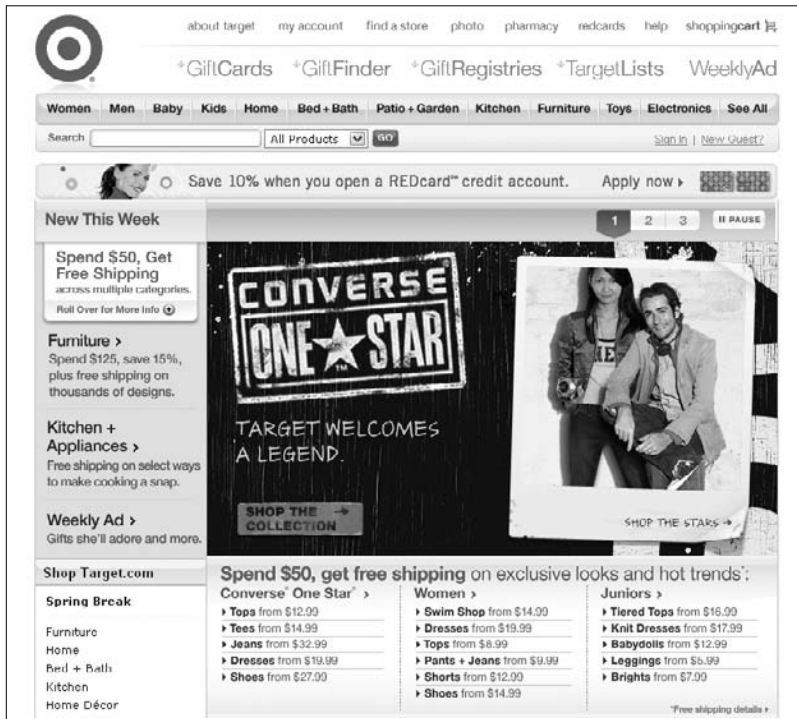 about target my account find a store photo pharmacy redcards help shoppingcart
+GiftCards +GiftFinder +GiftRegistries +TargetLists WeeklyAd
Women Men Baby Kids Home Bed + Bath Patio + Garden Kitchen Furniture Toys Electronics See All
Search All Products GO
Sign In | New Guest?
Save 10% when you open a REDcard™ credit account. Apply now
New This Week
1 2 3 PAUSE
Spend $50, Get
Free Shipping
across multiple categories.
Roll Over for More Info
Furniture >
Spend $125, save 15%,
plus free shipping on
thousands of designs.
Kitchen +
Appliances >
Free shipping on select ways
to make cooking a snap.
Weekly Ad >
Gifts she'll adore and more.
CONVERSE
ONE STAR
TM
TARGET WELCOMES
A LEGEND.
SHOP THE →
COLLECTION
SHOP THE STARS →
Shop Target.com
Spring Break
Furniture
Home
Bed + Bath
Kitchen
Home Décor
Spend $50, get free shipping on exclusive looks and hot trends*:
Converse® One Star® >
Tops from $12.99
Tees from $14.99
Jeans from $32.99
Dresses from $19.99
Shoes from $27.99
Women >
Swim Shop from $14.99
Dresses from $19.99
Tops from $8.99
Pants + Jeans from $9.99
Shorts from $12.99
Shoes from $14.99
Juniors >
Tiered Tops from $16.99
Knit Dresses from $17.99
Babydolls from $12.99
Leggings from $5.99
Brights from $7.99
*Free shipping details